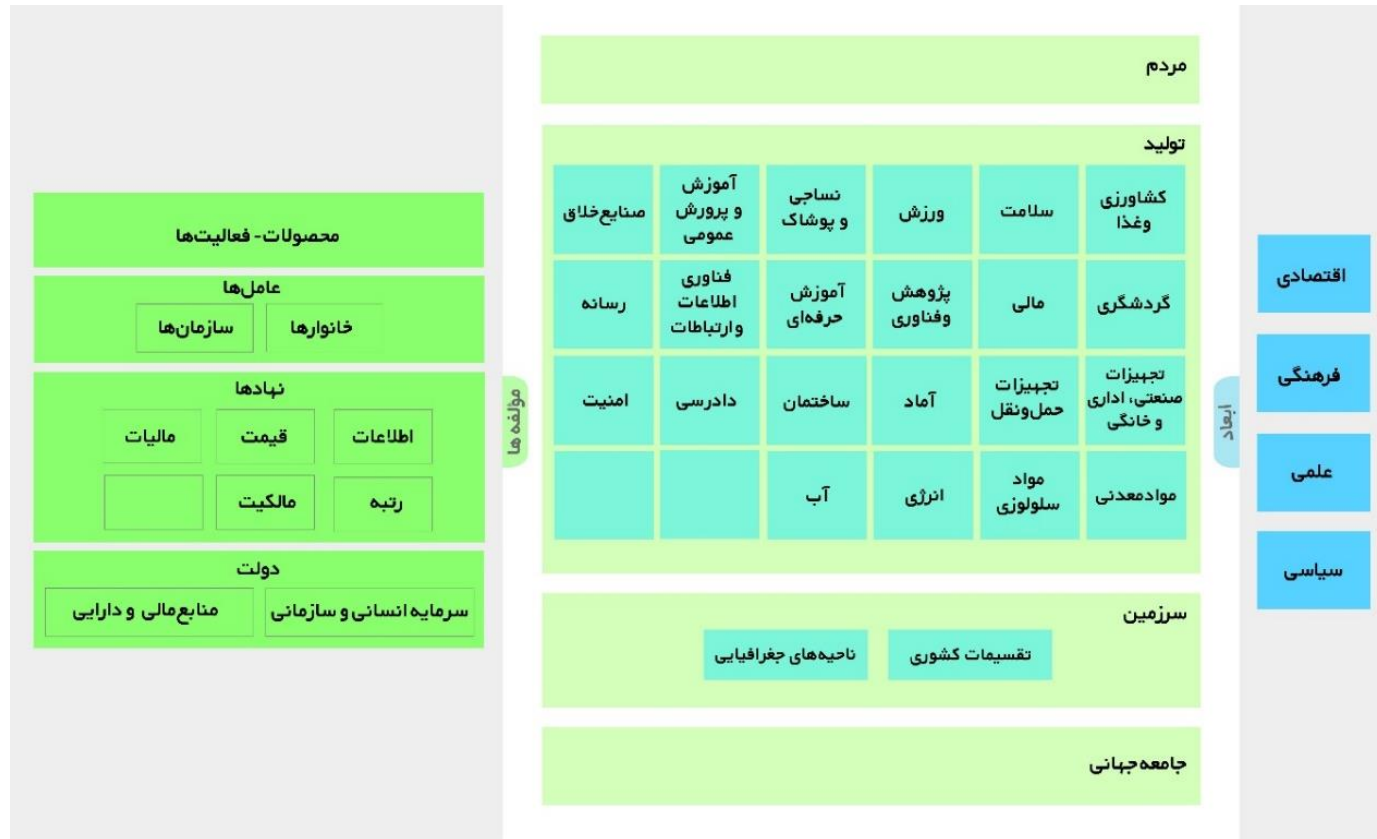 مردم
تولید
کشاورزی
وغذا
سلامت
ورزش
نساجی
و پوشاک
آموزش
و پرورش
عمومی
صنایع‌خلاق
گردشگری
مالی
پژوهش
وفناوری
آموزش
حرفه‌ای
فناوری
اطلاعات
وارتباطات
رسانه
تجهیزات
صنعتی، اداری
و خانگی
تجهیزات
حمل‌ونقل
آماد
ساختمان
دادرسی
امنیت
موادمعدنی
مواد
سلولوزی
انرژی
آب
سرزمین
تقسیمات کشوری
ناحیه‌های جغرافیایی
جامعه‌جهانی
ابعاد
اقتصادی
فرهنگی
علمی
سیاسی
مؤلفه ها
محصولات- فعالیت‌ها
عامل‌ها
خانوارها
سازمان‌ها
نهادها
اطلاعات
قیمت
مالیات
رتبه
مالکیت
دولت
سرمایه انسانی و سازمانی
منابع‌مالی و دارایی